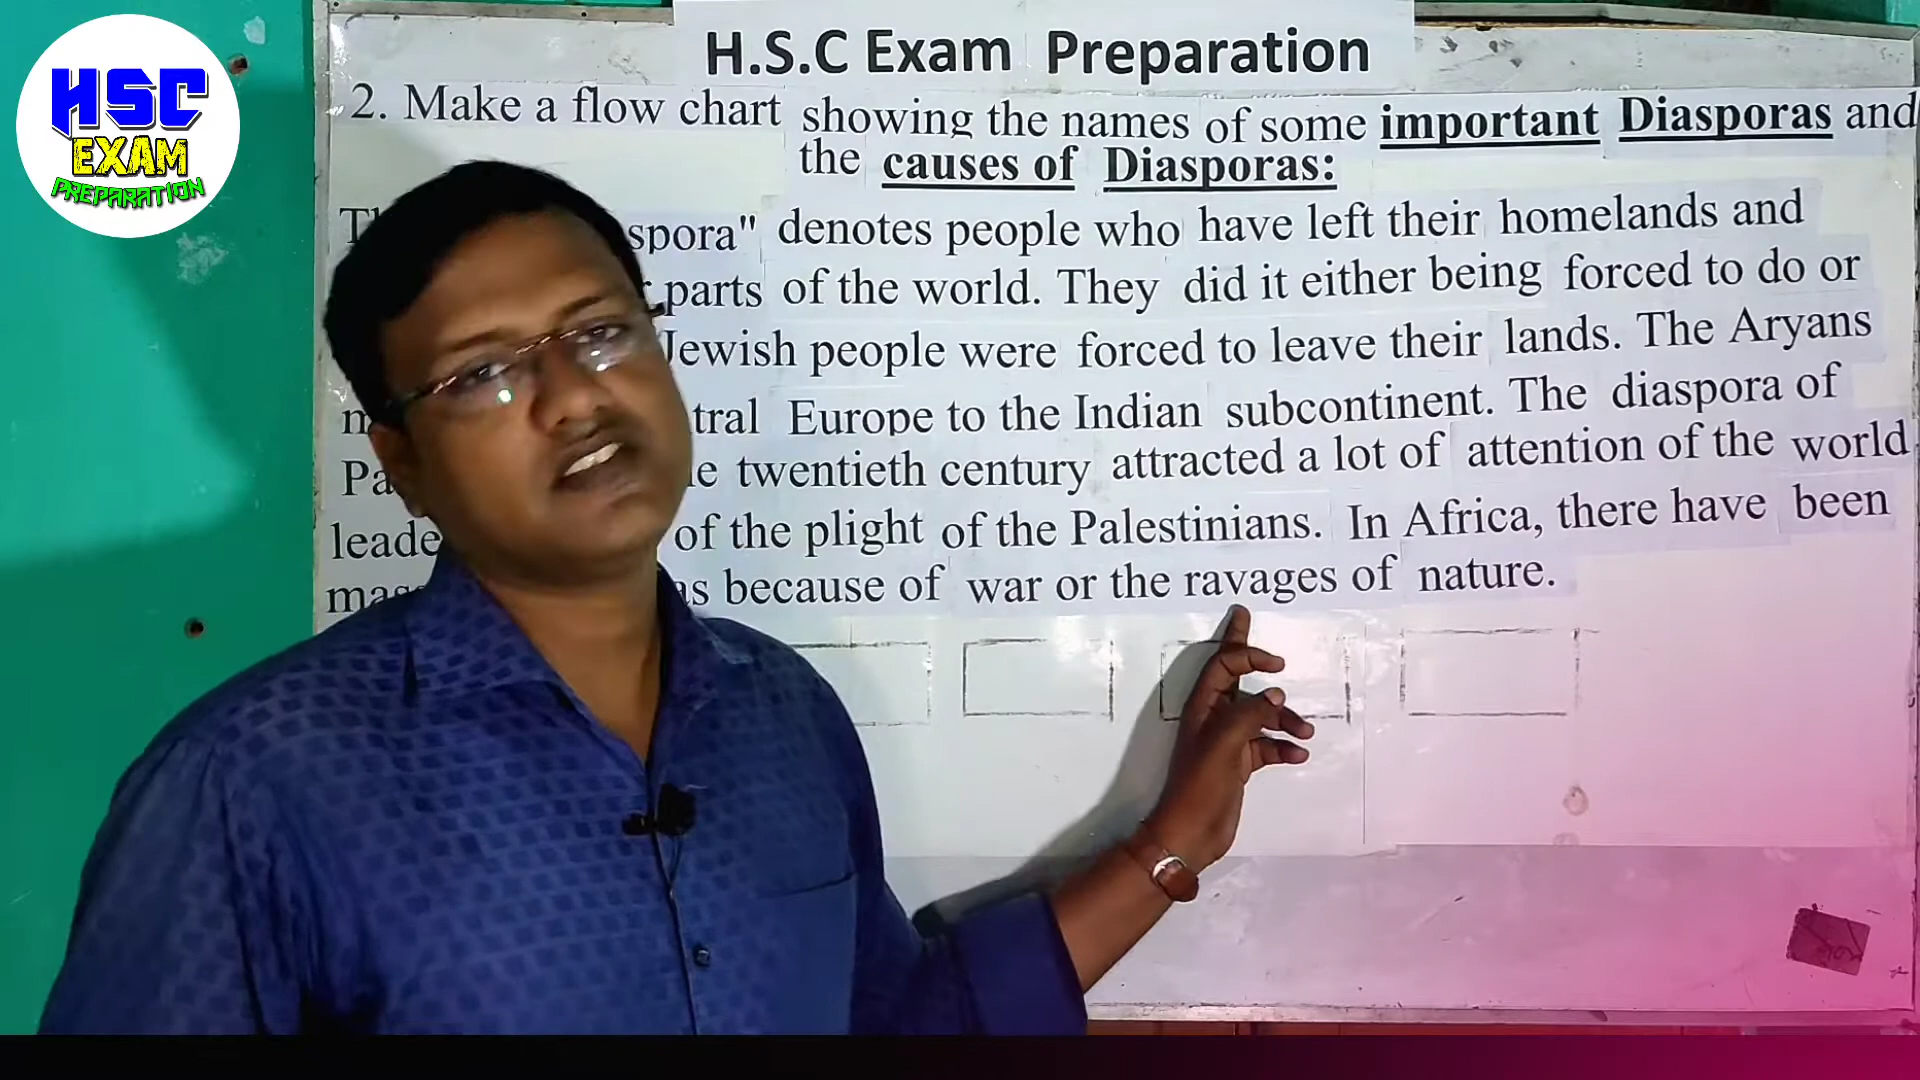 HSC
EXAM
PREPARATION
H.S.C Exam Preparation
2. Make a flow chart showing the names of some important Diasporas and
the causes of Diasporas:
spora" denotes people who have left their homelands and
parts of the world. They did it either being forced to do or
Jewish people were forced to leave their lands. The Aryans
tral Europe to the Indian subcontinent. The diaspora of
Pa twentieth century attracted a lot of attention of the world
leade of the plight of the Palestinians. In Africa, there have been
mas as because of war or the ravages of nature.